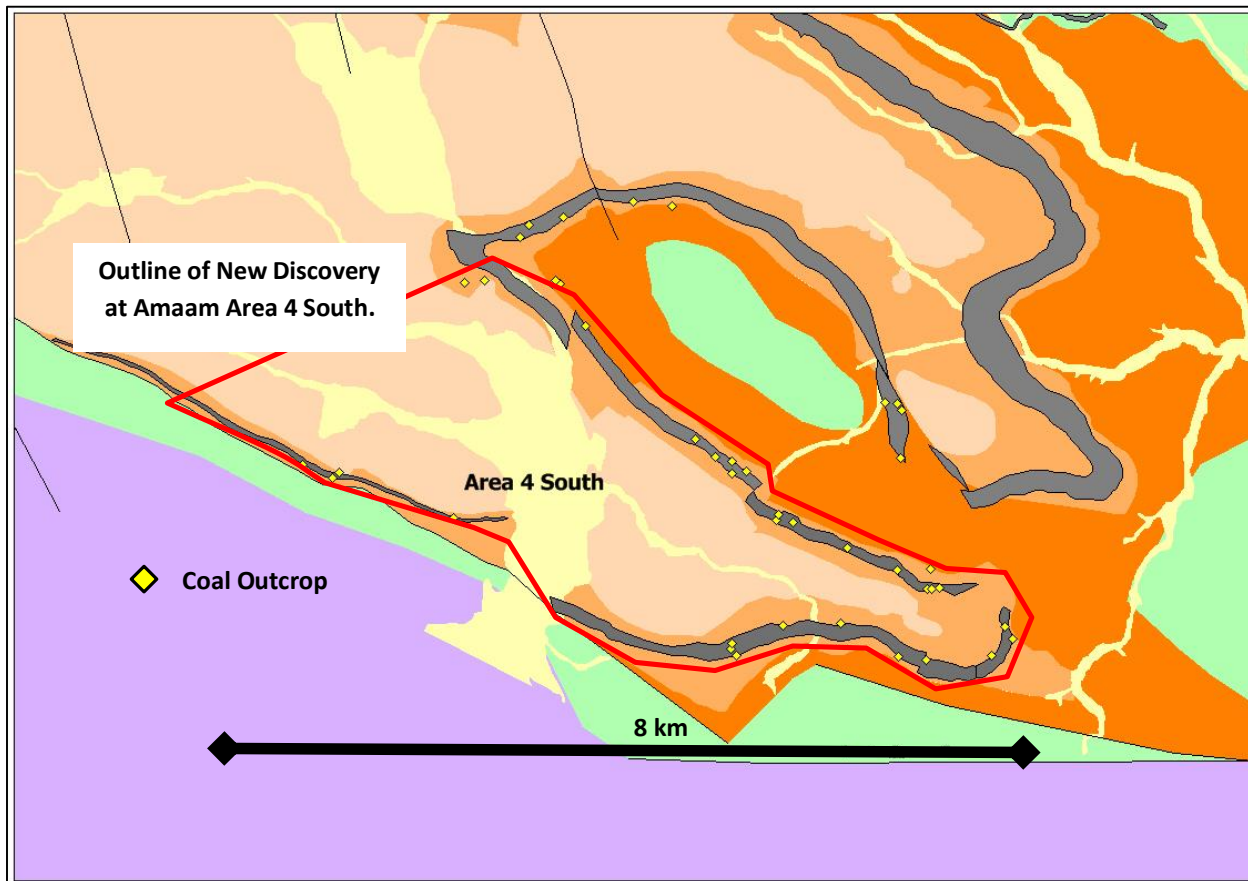 Outline of New Discovery
at Amaam Area 4 South.
Area 4 South
Coal Outcrop
8 km